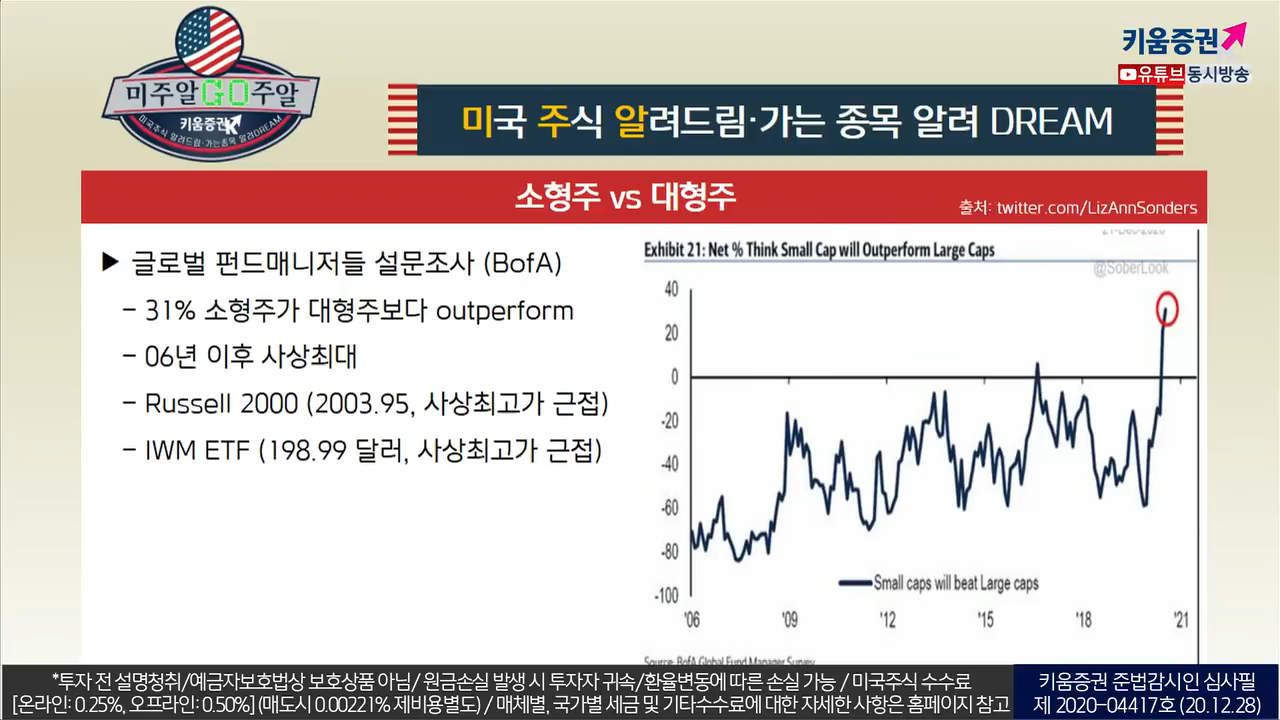 미주알GO주알
키움증권
미국주식 알려드림·가는종목 알려DREAM
키움증권
유튜브동시방송
미국 주식 알려드림·가는 종목 알려 DREAM
소형주 vs 대형주
출처: twitter.com/LizAnnSonders
▶ 글로벌 펀드매니저들 설문조사 (BofA)
- 31% 소형주가 대형주보다 outperform
- 06년 이후 사상최대
- Russell 2000 (2003.95, 사상최고가 근접)
- IWM ETF (198.99 달러, 사상최고가 근접)
21-Dec-2020
Exhibit 21: Net % Think Small Cap will Outperform Large Caps
@SoberLook
40
20
0
-20
-40
-60
-80
-100
'06 '09 '12 '15 '18 '21
Small caps will beat Large caps
Source: BofA Global Fund Manager Survey
*투자 전 설명청취/예금자보호법상 보호상품 아님/ 원금손실 발생 시 투자자 귀속/환율변동에 따른 손실 가능 / 미국주식 수수료
[온라인: 0.25%, 오프라인: 0.50%] (매도시 0.00221% 제비용별도) / 매체별, 국가별 세금 및 기타수수료에 대한 자세한 사항은 홈페이지 참고
키움증권 준법감시인 심사필
제 2020-04417호 (20.12.28)